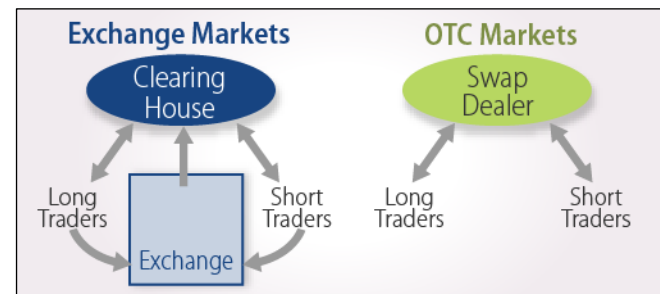 Exchange Markets
Clearing
House
Long
Traders
Short
Traders
Exchange
OTC Markets
Swap
Dealer
Long
Traders
Short
Traders